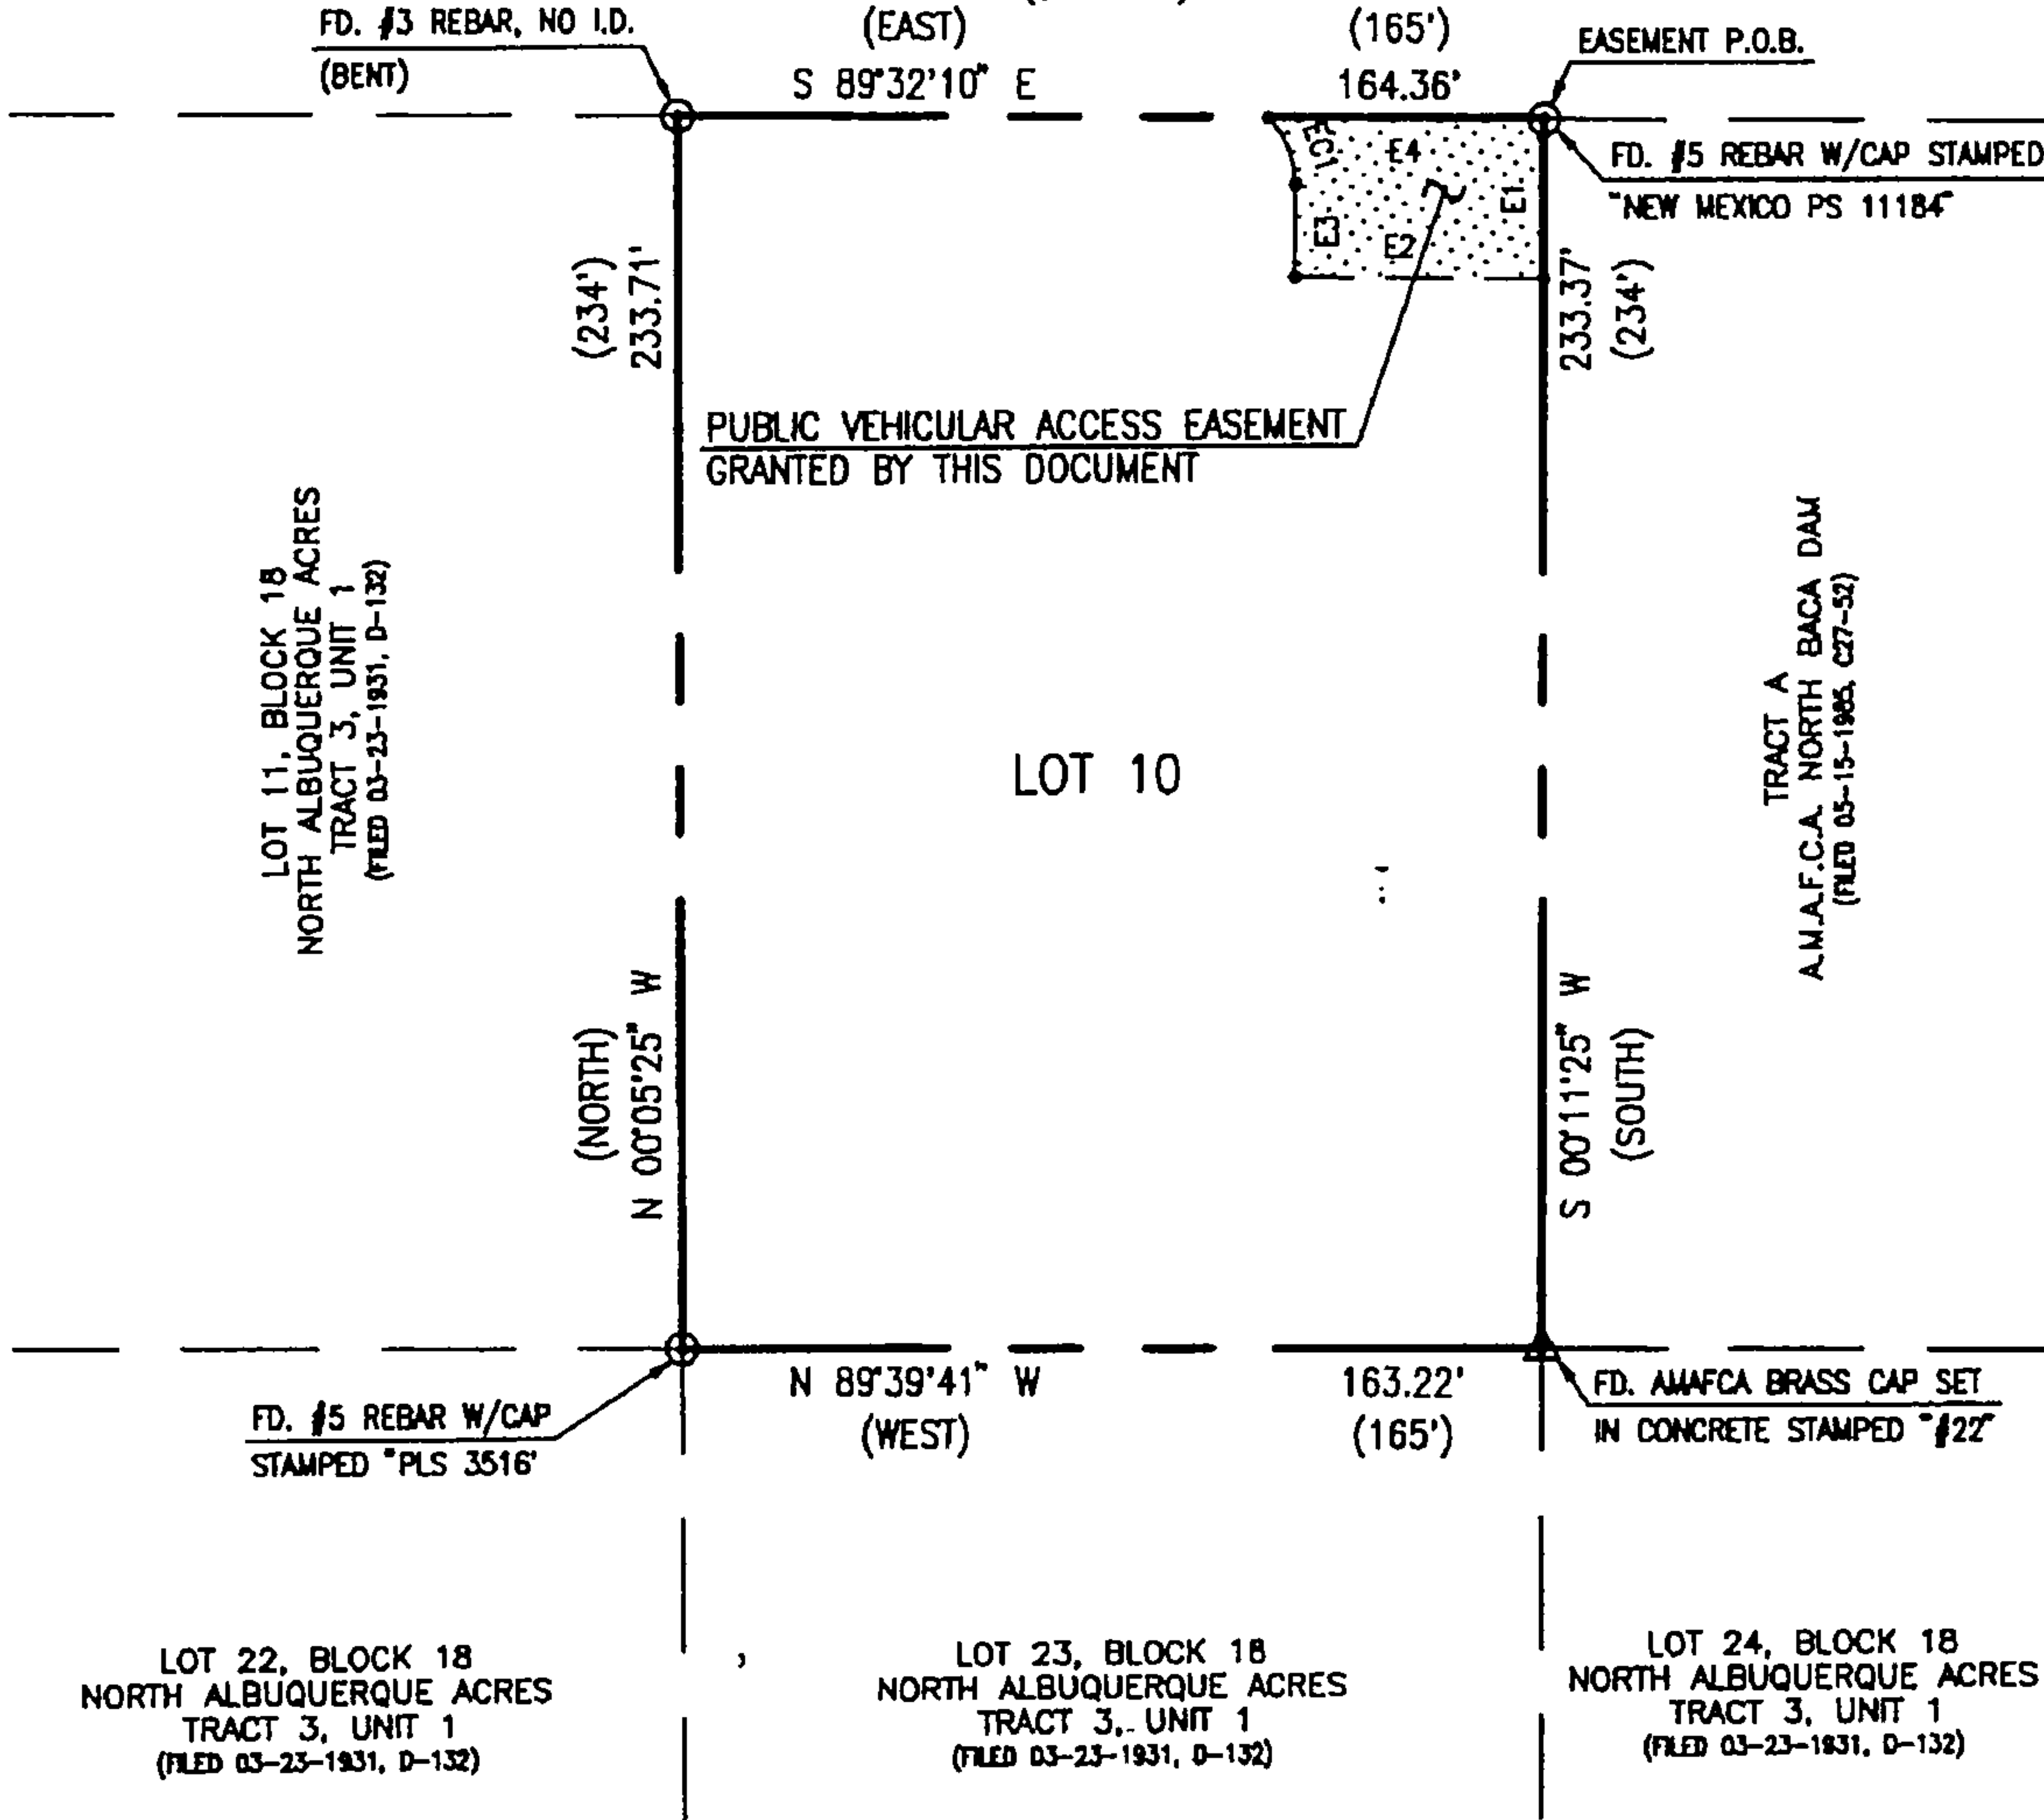 FD. #3 REBAR, NO I.D.
(BENT)
(EAST)
S 89°32'10" E
(165')
164.36'
EASEMENT P.O.B.
FD. #5 REBAR W/CAP STAMPED
"NEW MEXICO PS 11184"
EC1
E4
E1
E3
E2
(234')
233.71'
233.37'
(234')
PUBLIC VEHICULAR ACCESS EASEMENT
GRANTED BY THIS DOCUMENT
LOT 11, BLOCK 18
NORTH ALBUQUERQUE ACRES
TRACT 3, UNIT 1
(FILED 03-23-1931, D-132)
LOT 10
TRACT A
A.M.A.F.C.A. NORTH BACA DAM
(FILED 05-15-1985, C27-52)
(NORTH)
N 00°05'25" W
S 00°11'25" W
(SOUTH)
N 89°39'41" W
(WEST)
163.22'
(165')
FD. #5 REBAR W/CAP
STAMPED "PLS 3516'
FD. AMAFCA BRASS CAP SET
IN CONCRETE STAMPED "#22"
LOT 22, BLOCK 18
NORTH ALBUQUERQUE ACRES
TRACT 3, UNIT 1
(FILED 03-23-1931, D-132)
LOT 23, BLOCK 18
NORTH ALBUQUERQUE ACRES
TRACT 3, UNIT 1
(FILED 03-23-1931, D-132)
LOT 24, BLOCK 18
NORTH ALBUQUERQUE ACRES
TRACT 3, UNIT 1
(FILED 03-23-1931, D-132)